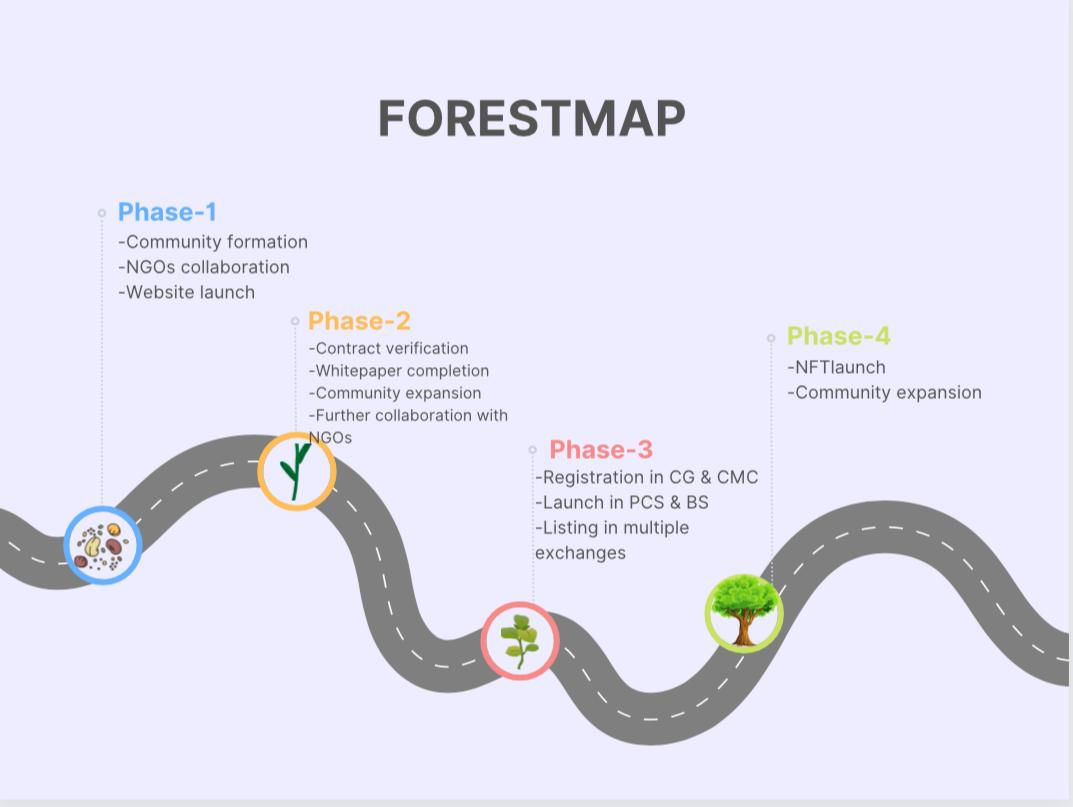 FORESTMAP
Phase-1
-Community formation
-NGOs collaboration
-Website launch
Phase-2
-Contract verification
-Whitepaper completion
-Community expansion
-Further collaboration with
NGOs
Phase-3
-Registration in CG & CMC
-Launch in PCS & BS
-Listing in multiple
exchanges
Phase-4
-NFTlaunch
-Community expansion